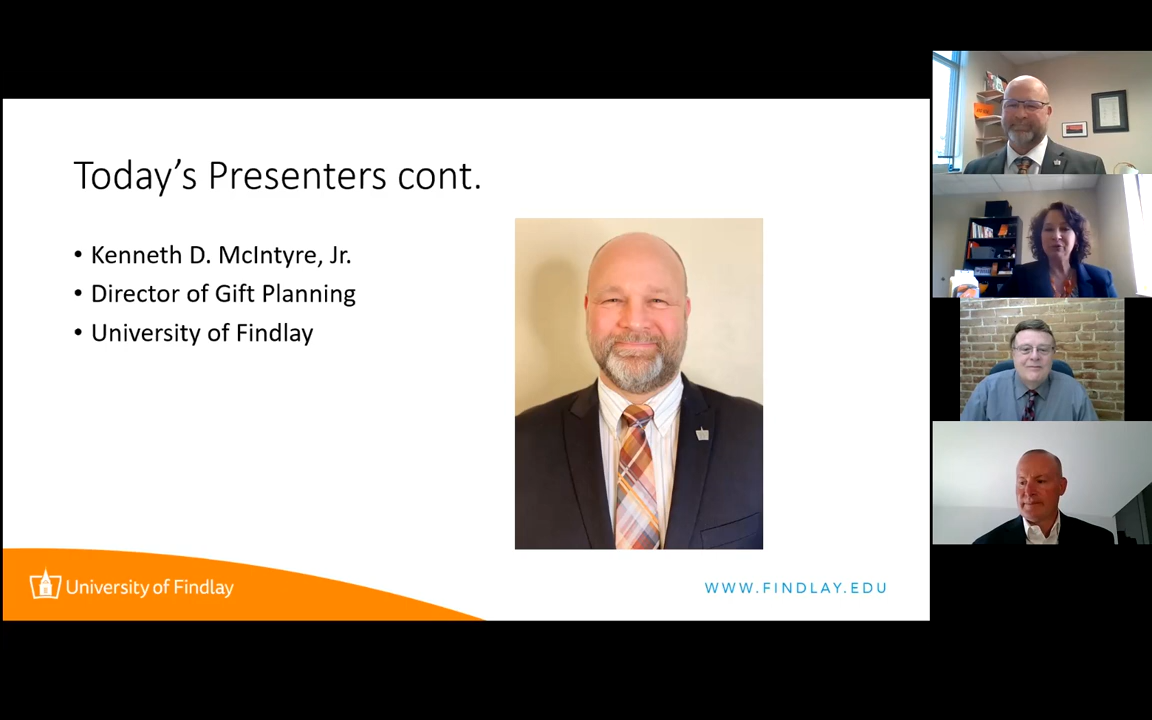 Today's Presenters cont.
• Kenneth D. McIntyre, Jr.
• Director of Gift Planning
• University of Findlay
University of Findlay
WWW.FINDLAY.EDU